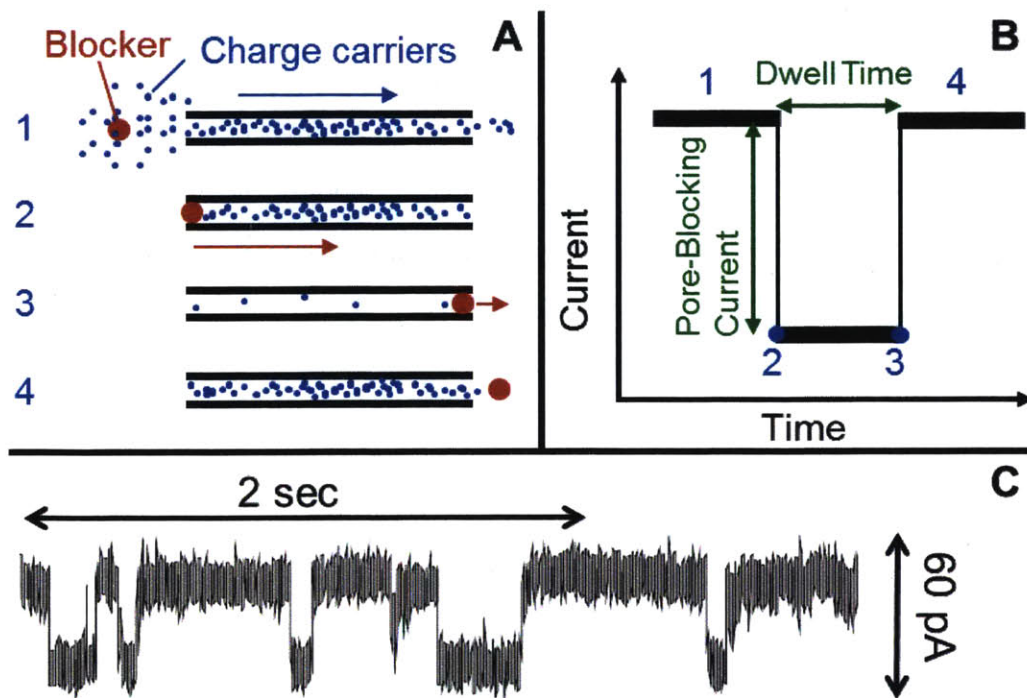 A
Blocker
Charge carriers
1
2
3
4
B
1
Dwell Time
4
Pore-Blocking
Current
2
3
Current
Time
C
2 sec
60 pA